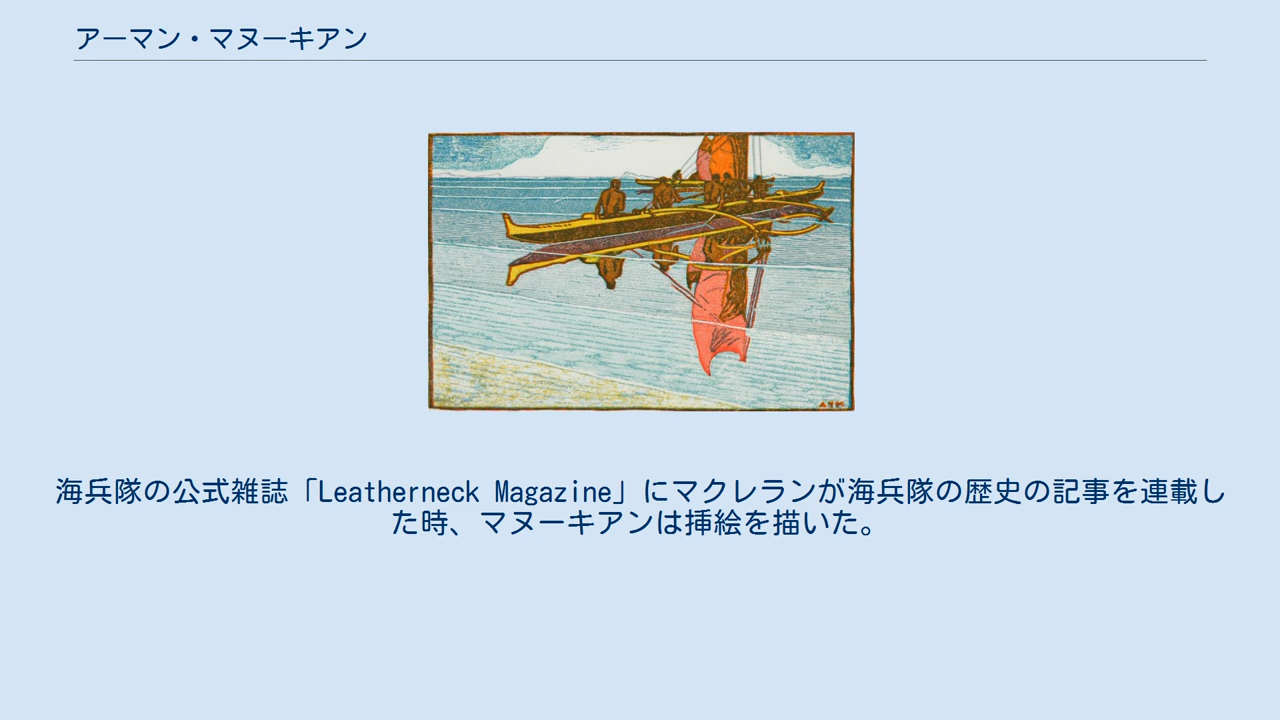 アーマン・マヌーキアン
海兵隊の公式雑誌「Leatherneck Magazine」にマクレランが海兵隊の歴史の記事を連載し
た時、マヌーキアンは挿絵を描いた。